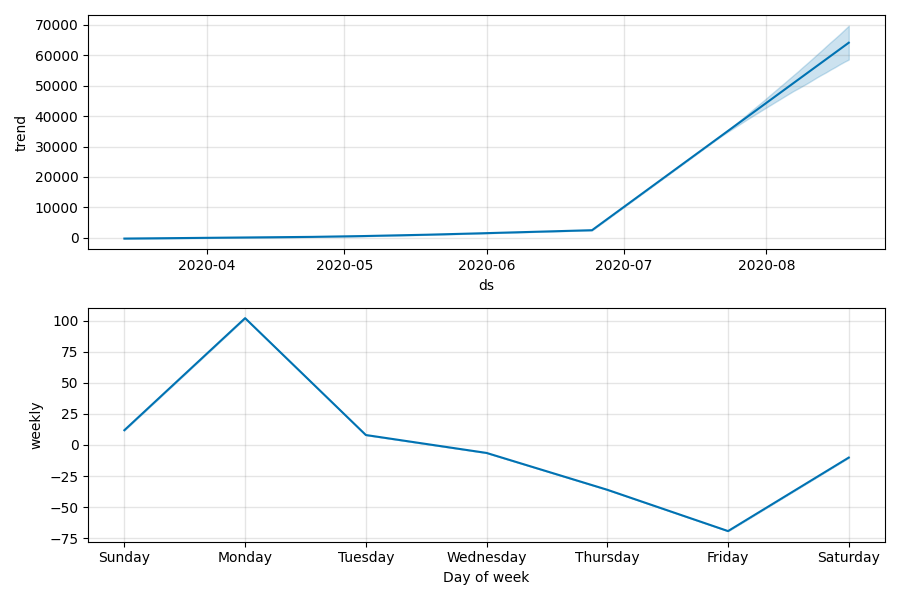 70000
60000
50000
40000
30000
20000
10000
0
trend
2020-04 2020-05 2020-06 2020-07 2020-08
ds
100
75
50
25
0
−25
−50
−75
weekly
Sunday Monday Tuesday Wednesday Thursday Friday Saturday
Day of week